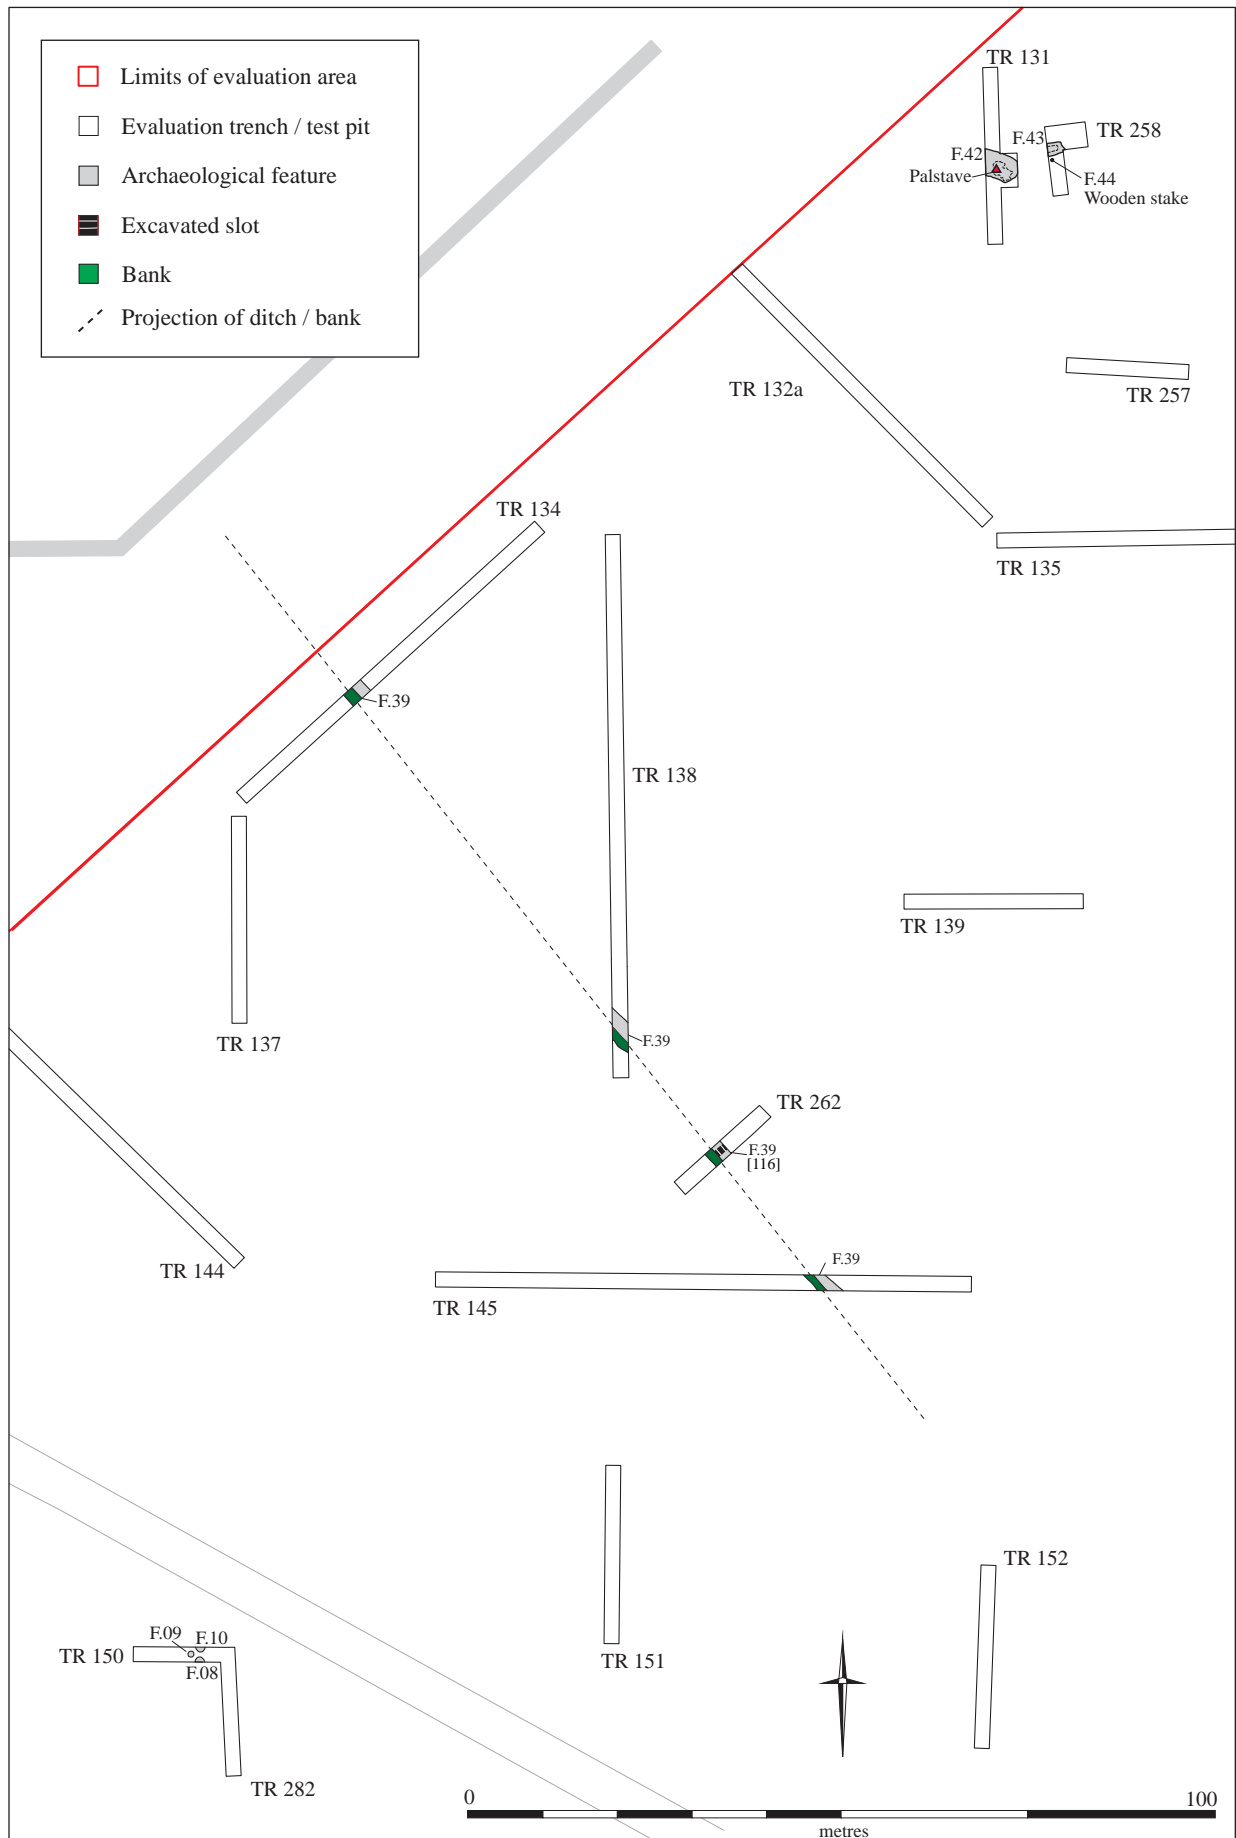 Limits of evaluation area
Evaluation trench / test pit
Archaeological feature
Excavated slot
Bank
Projection of ditch / bank
TR 131
TR 258
F.43
F.42
Palstave
F.44
Wooden stake
TR 257
TR 132a
TR 134
TR 135
F.39
TR 138
TR 139
F.39
TR 137
TR 262
F.39
[116]
TR 144
F.39
TR 145
TR 152
F.09
F.10
TR 150
F.08
TR 151
TR 282
0
100
metres